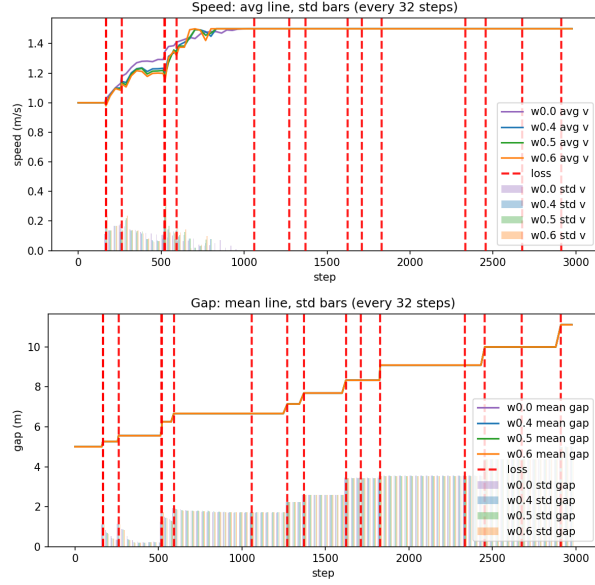 Speed: avg line, std bars (every 32 steps)
speed (m/s)
1.4
1.2
1.0
0.8
0.6
0.4
0.2
0.0
w0.0 avg v
w0.4 avg v
w0.5 avg v
w0.6 avg v
loss
w0.0 std v
w0.4 std v
w0.5 std v
w0.6 std v
0 500 1000 1500 2000 2500 3000
step
Gap: mean line, std bars (every 32 steps)
gap (m)
10
8
6
4
2
0
w0.0 mean gap
w0.4 mean gap
w0.5 mean gap
w0.6 mean gap
loss
w0.0 std gap
w0.4 std gap
w0.5 std gap
w0.6 std gap
0 500 1000 1500 2000 2500 3000
step